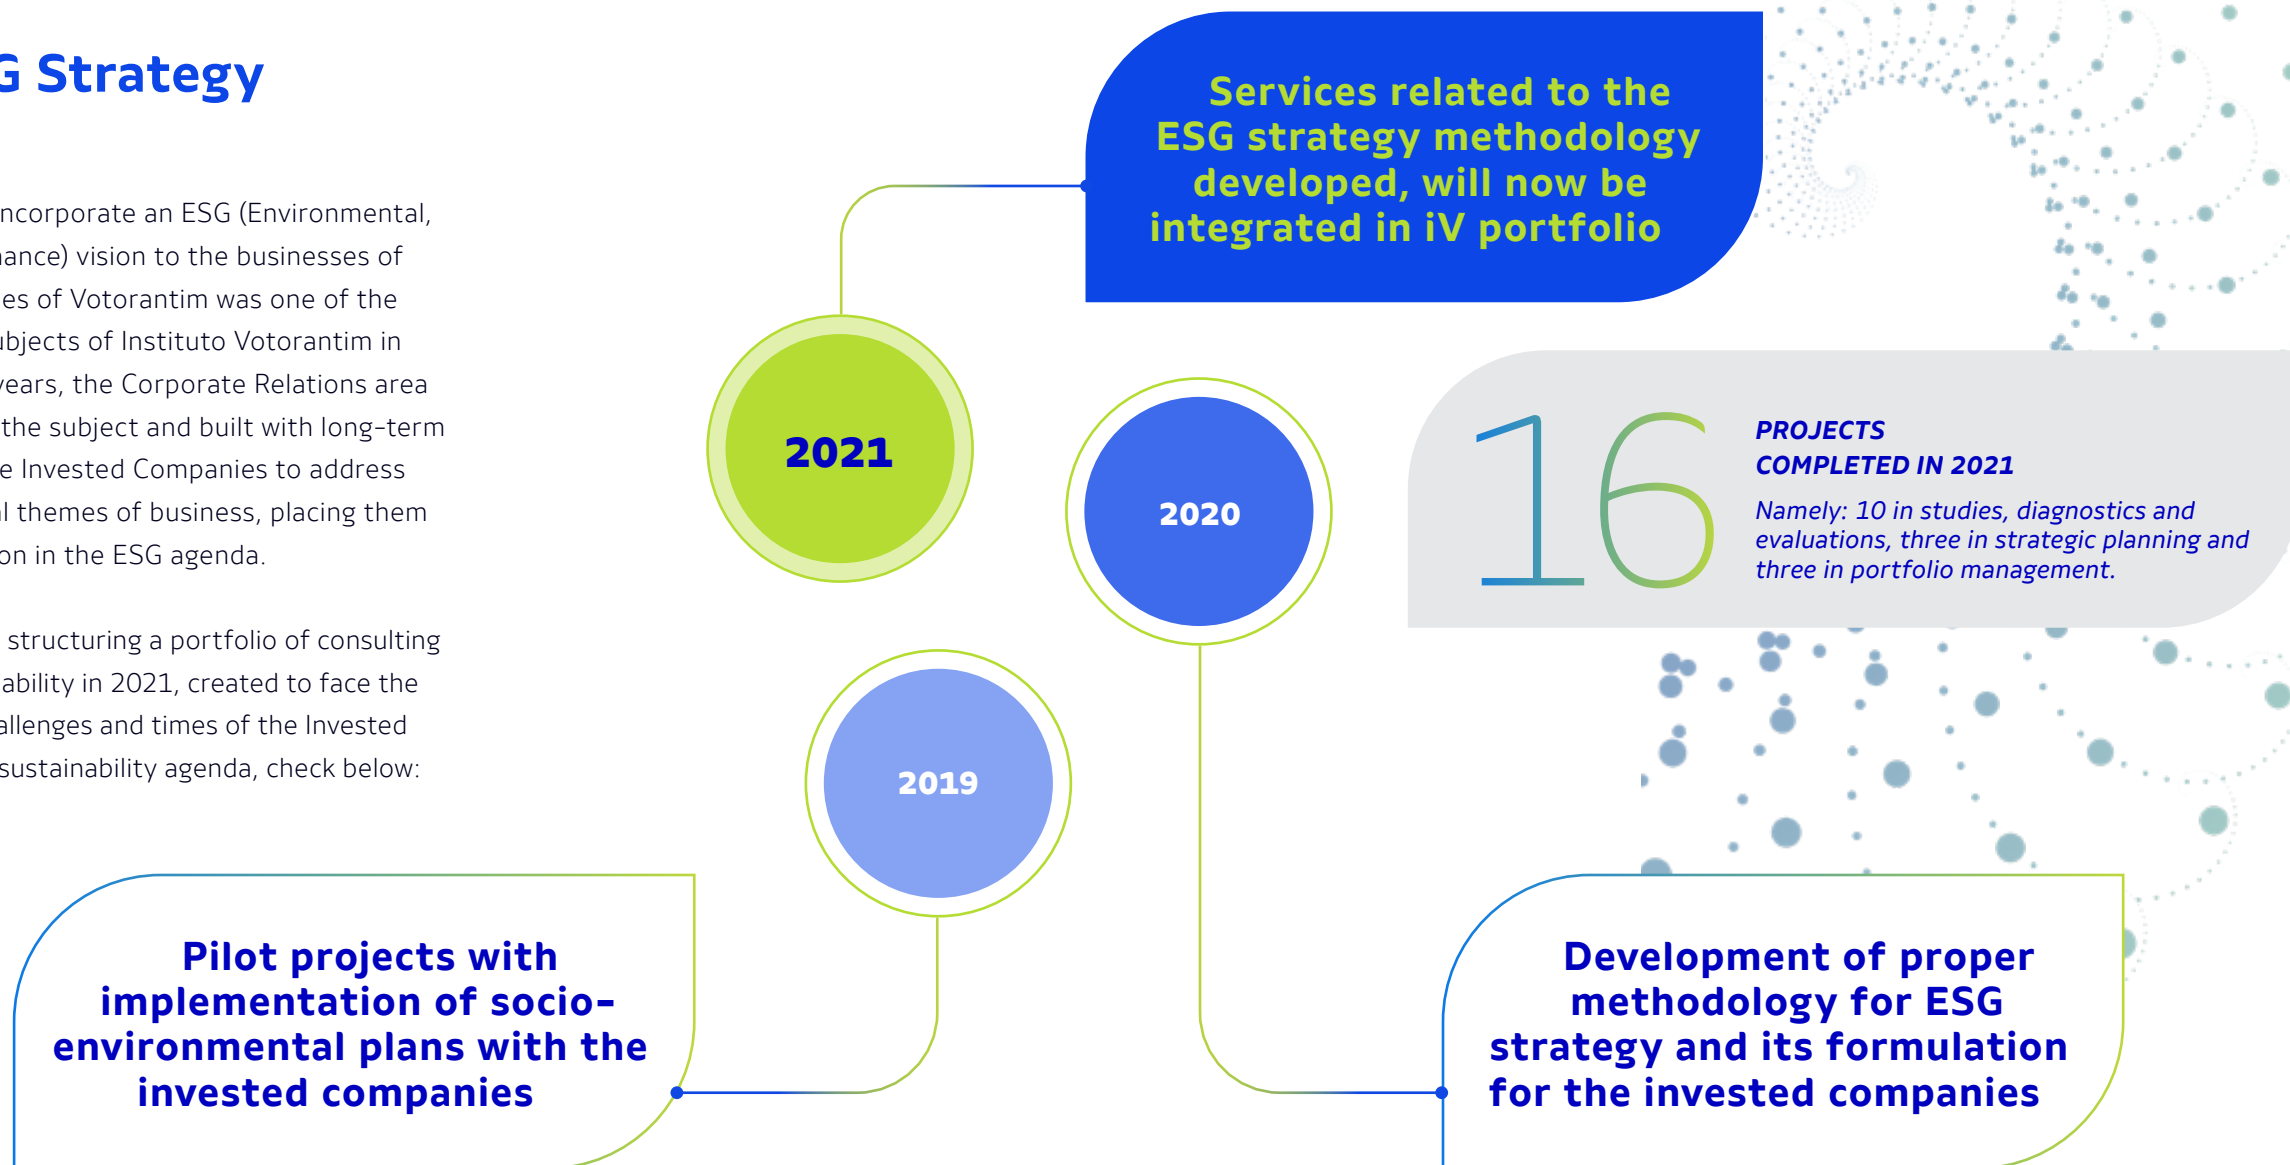 G Strategy
ncorporate an ESG (Environmental,
ance) vision to the businesses of
es of Votorantim was one of the
ubjects of Instituto Votorantim in
years, the Corporate Relations area
the subject and built with long-term
e Invested Companies to address
l themes of business, placing them
on in the ESG agenda.
structuring a portfolio of consulting
ability in 2021, created to face the
allenges and times of the Invested
sustainability agenda, check below:
Services related to the
ESG strategy methodology
developed, will now be
integrated in iV portfolio
2021
2020
2019
16
PROJECTS
COMPLETED IN 2021
Namely: 10 in studies, diagnostics and
evaluations, three in strategic planning and
three in portfolio management.
Pilot projects with
implementation of socio-
environmental plans with the
invested companies
Development of proper
methodology for ESG
strategy and its formulation
for the invested companies